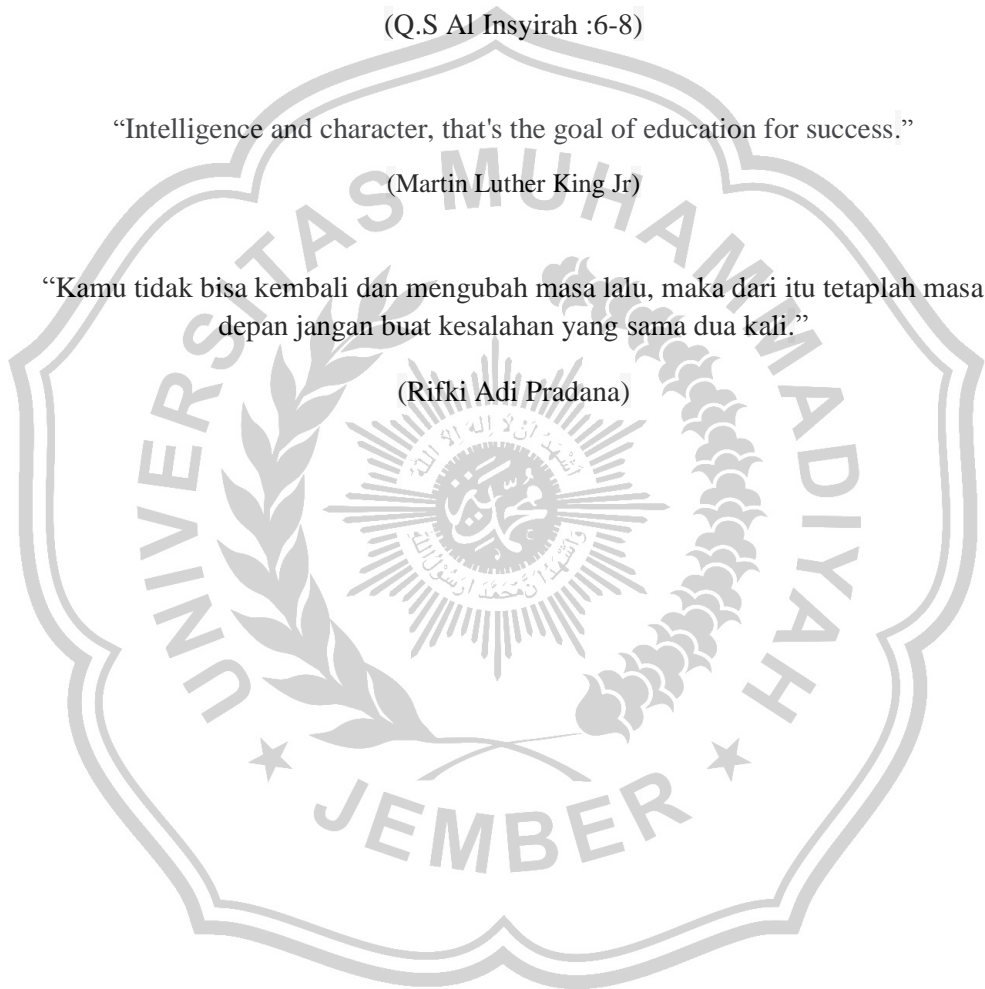 (Q.S Al Insyirah :6-8)
“Intelligence and character, that's the goal of education for success.”
(Martin Luther King Jr)
“Kamu tidak bisa kembali dan mengubah masa lalu, maka dari itu tetaplah masa
depan jangan buat kesalahan yang sama dua kali.”
(Rifki Adi Pradana)
UNIVERSITAS MUHAMMADIYAH
JEMBER